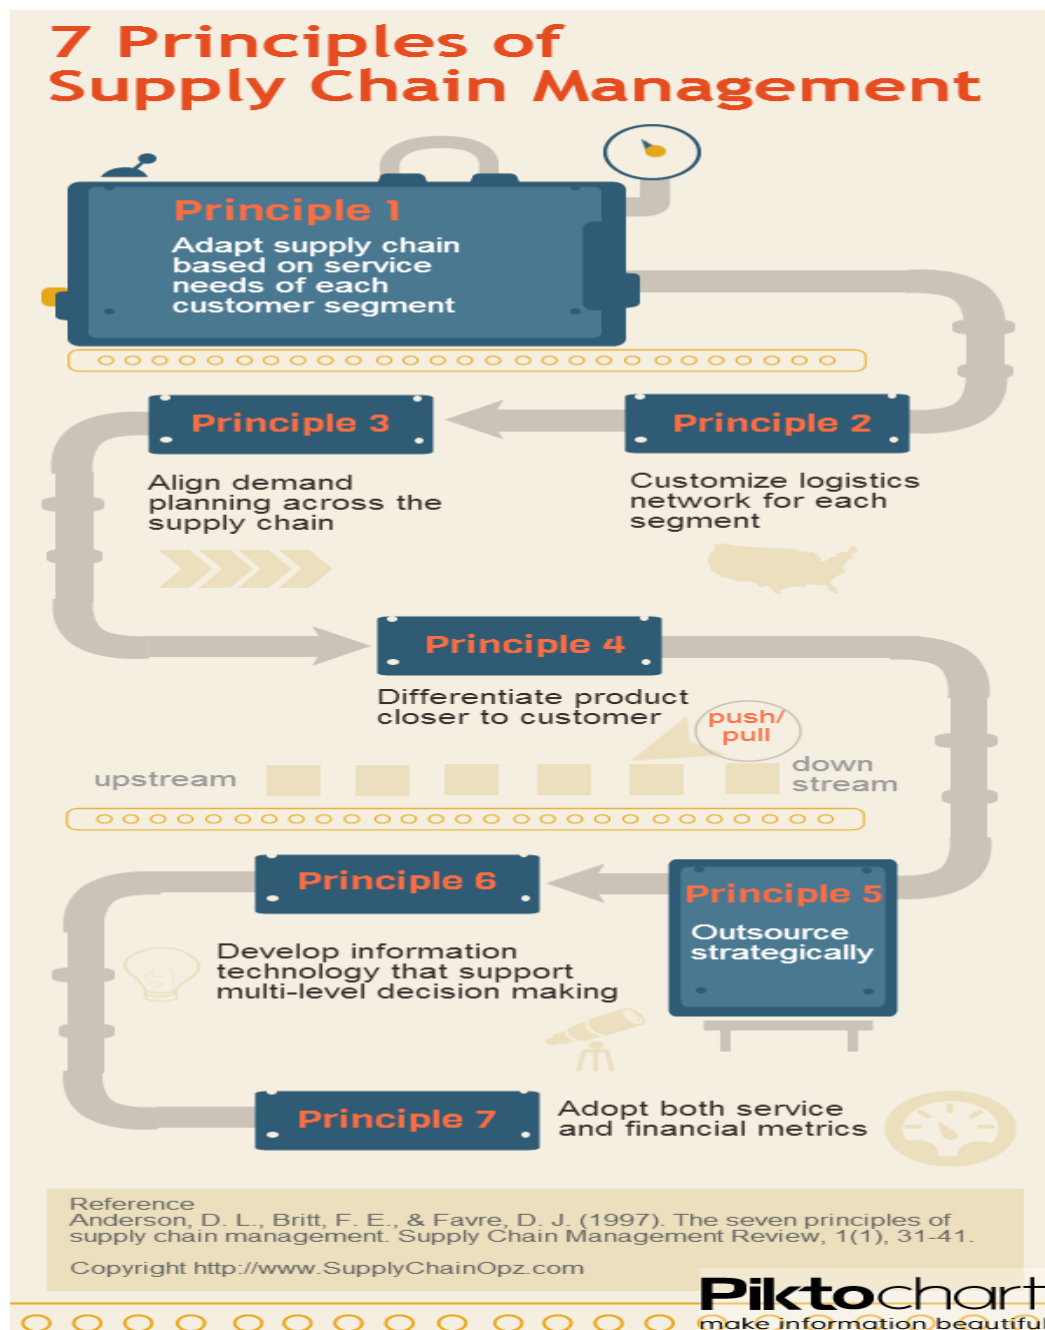 7 Principles of
Supply Chain Management
Principle 1
Adapt supply chain
based on service
needs of each
customer segment
Principle 2
Customize logistics
network for each
segment
Principle 3
Align demand
planning across the
supply chain
Principle 4
Differentiate product
closer to customer
push/
pull
upstream
down
stream
Principle 5
Outsource
strategically
Principle 6
Develop information
technology that support
multi-level decision making
Principle 7
Adopt both service
and financial metrics
Reference
Anderson, D. L., Britt, F. E., & Favre, D. J. (1997). The seven principles of
supply chain management. Supply Chain Management Review, 1(1), 31-41.
Copyright http://www.SupplyChainOpz.com
Piktochart
make information beautiful